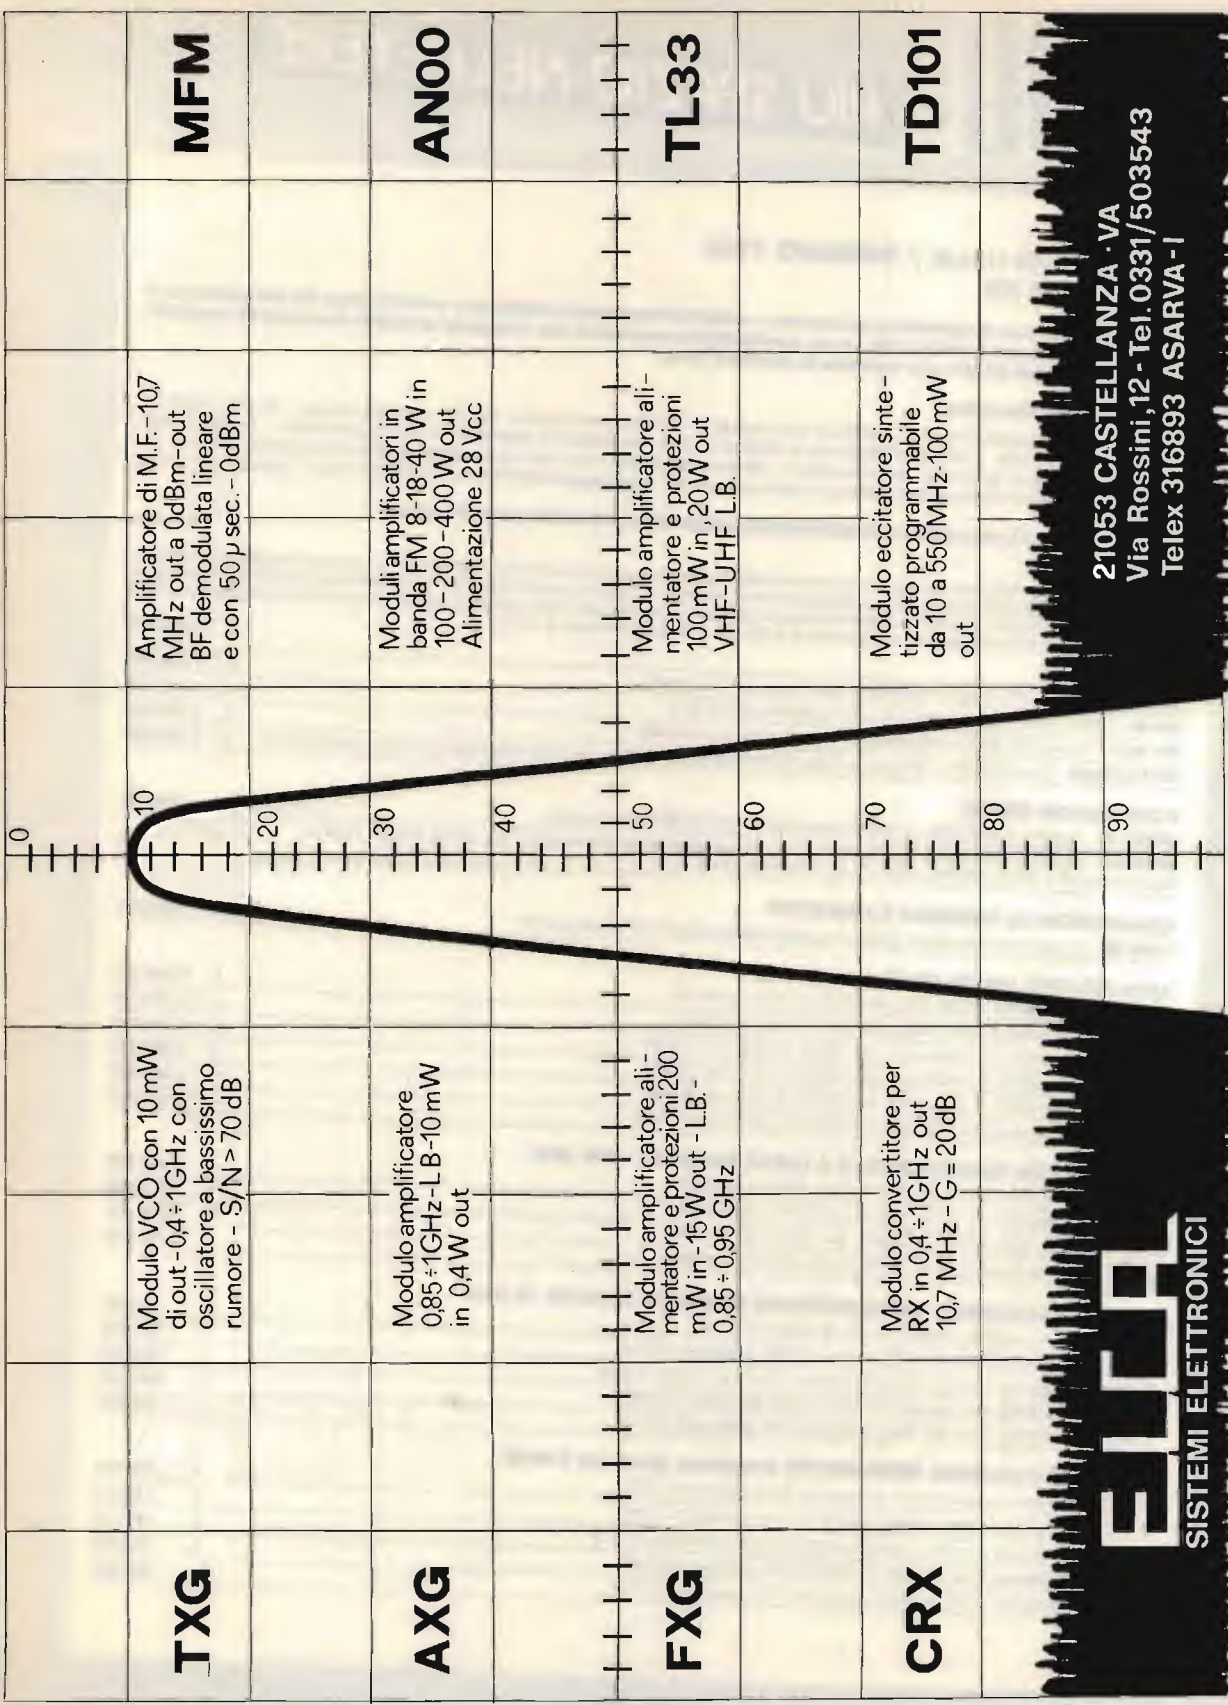 0
10
20
30
40
50
60
70
80
90
TXG
Modulo VCO con 10 mW
di out - 0,4÷1GHz con
oscillatore a bassissimo
rumore - S/N > 70 dB
Amplificatore di M.F. - 10,7
MHz out a 0dBm-out
BF demodulata lineare
e con 50 µ sec. - 0dBm
MFM
AXG
Modulo amplificatore
0,85÷1GHz-LB-10mW
in 0,4 W out
Moduli amplificatori in
banda FM 8-18-40 W in
100-200-400 W out
Alimentazione 28 Vcc
AN00
FXG
Modulo amplificatore ali-
mentatore e protezioni 200
mW in - 15 W out - L.B. -
0,85 ÷ 0,95 GHz
Modulo amplificatore ali-
mentatore e protezioni
100 mW in, 20 W out
VHF-UHF L.B.
TL33
CRX
Modulo convertitore per
RX in 0,4÷1GHz out
10,7 MHz - G = 20dB
Modulo eccitatore sinte-
tizzato programmabile
da 10 a 550MHz-100mW
out
TD101
ELCA
SISTEMI ELETTRONICI
21053 CASTELLANZA · VA
Via Rossini, 12 - Tel. 0331/503543
Telex 316893 ASARVA - I